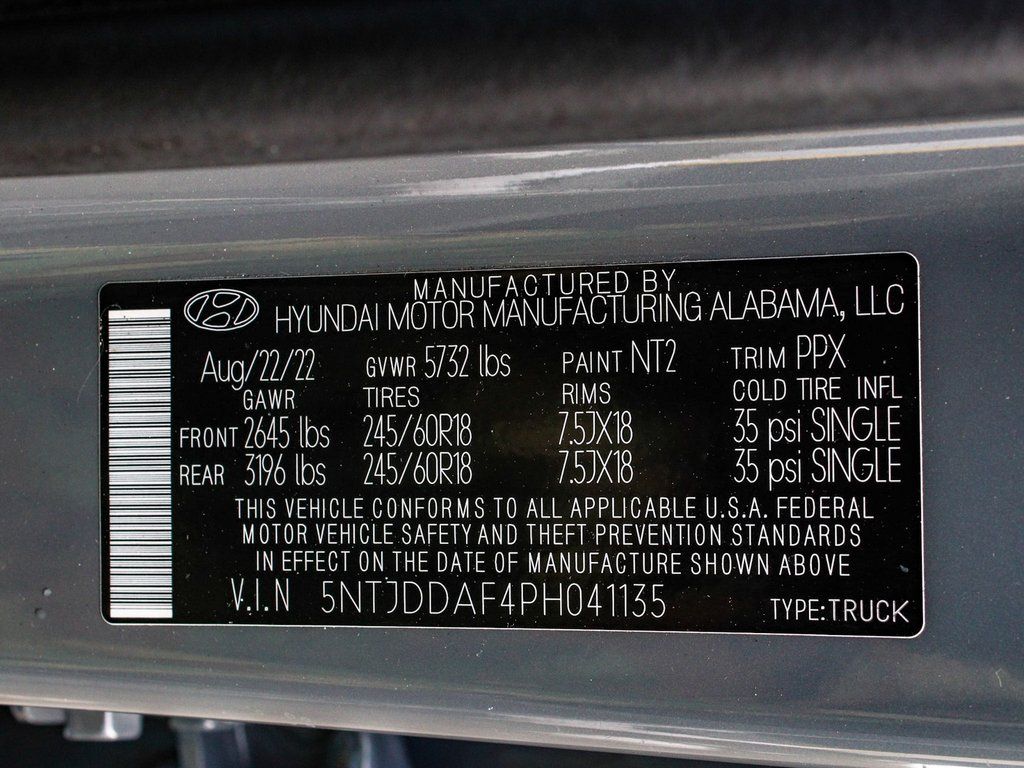 MANUFACTURED BY
HYUNDAI MOTOR MANUFACTURING ALABAMA, LLC
Aug/22/22 GVWR 5732 lbs PAINT NT2 TRIM PPX
GAWR TIRES RIMS COLD TIRE INFL
FRONT 2645 lbs 245/60R18 7.5JX18 35 psi SINGLE
REAR 3196 lbs 245/60R18 7.5JX18 35 psi SINGLE
THIS VEHICLE CONFORMS TO ALL APPLICABLE U.S.A. FEDERAL
MOTOR VEHICLE SAFETY AND THEFT PREVENTION STANDARDS
IN EFFECT ON THE DATE OF MANUFACTURE SHOWN ABOVE
V.I.N 5NTJDDAF4PH041135 TYPE:TRUCK